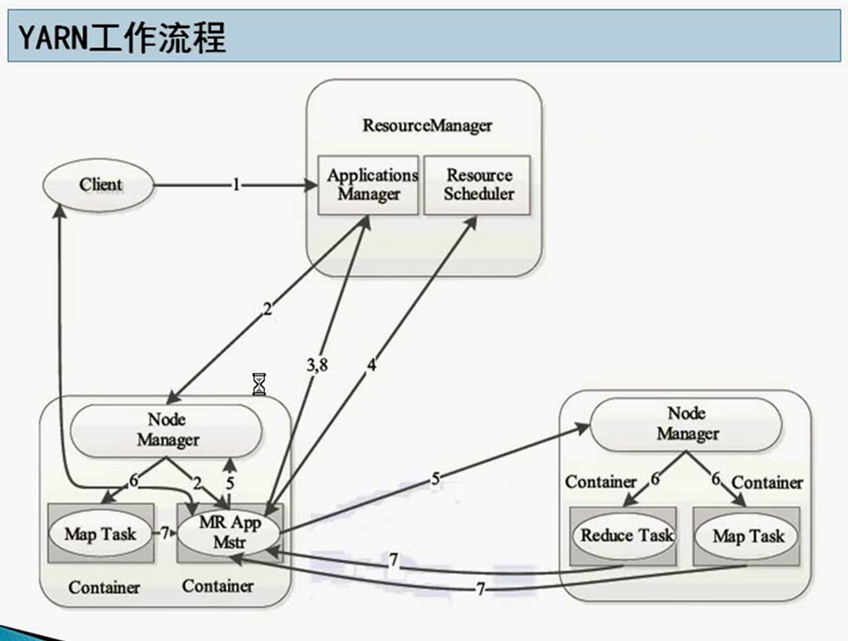 YARN工作流程
ResourceManager
Client
1
Applications
Manager
Resource
Scheduler
2
3,8
4
Node
Manager
6
2
5
Map Task
7
MR App
Mstr
Container
Container
5
7
7
Node
Manager
Container
6
6
Container
Reduce Task
Map Task